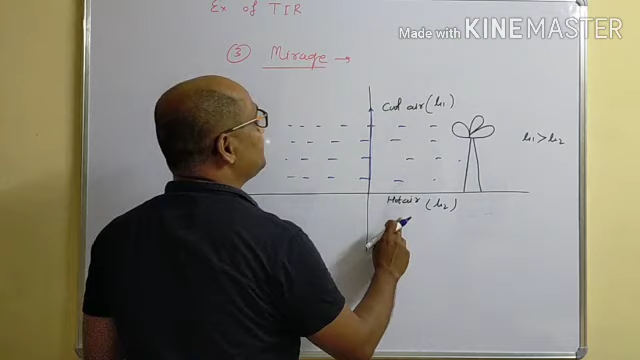 Made with KINEMASTER
Ex of TIR
③ Mirage →
Cool air (μ1)
μ1 > μ2
Hot air (μ2)